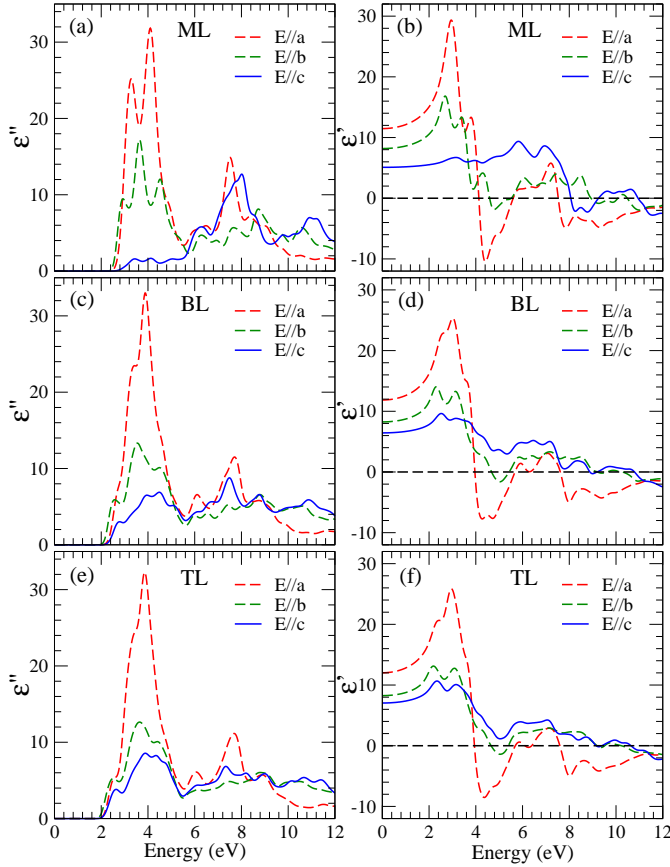 (a) ML
E//a
E//b
E//c
ε''
30
20
10
0
(b) ML
E//a
E//b
E//c
ε'
30
20
10
0
-10
(c) BL
E//a
E//b
E//c
ε''
30
20
10
0
(d) BL
E//a
E//b
E//c
ε'
30
20
10
0
-10
(e) TL
E//a
E//b
E//c
ε''
30
20
10
0
0 2 4 6 8 10 12
Energy (eV)
(f) TL
E//a
E//b
E//c
ε'
30
20
10
0
-10
0 2 4 6 8 10 12
Energy (eV)